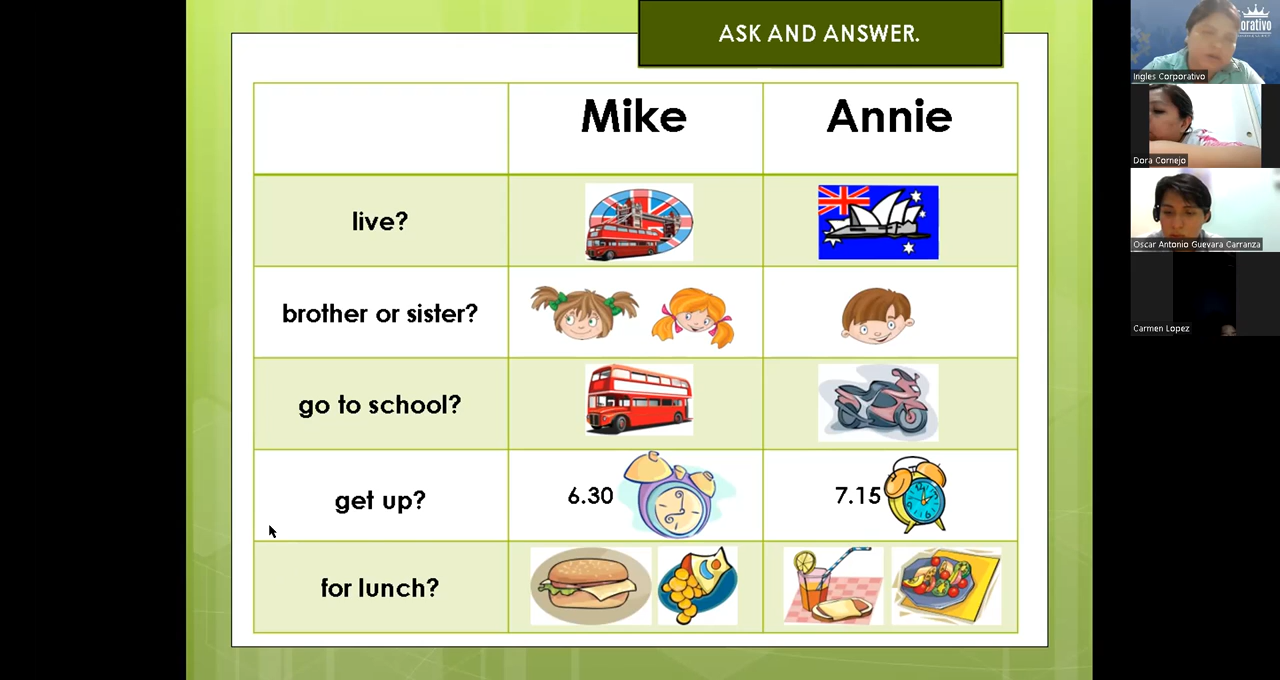 ASK AND ANSWER.
Mike
Annie
live?
brother or sister?
go to school?
get up?
6.30
7.15
for lunch?
orativo
Ingles Corporativo
Dora Cornejo
Oscar Antonio Guevara Carranza
Carmen Lopez